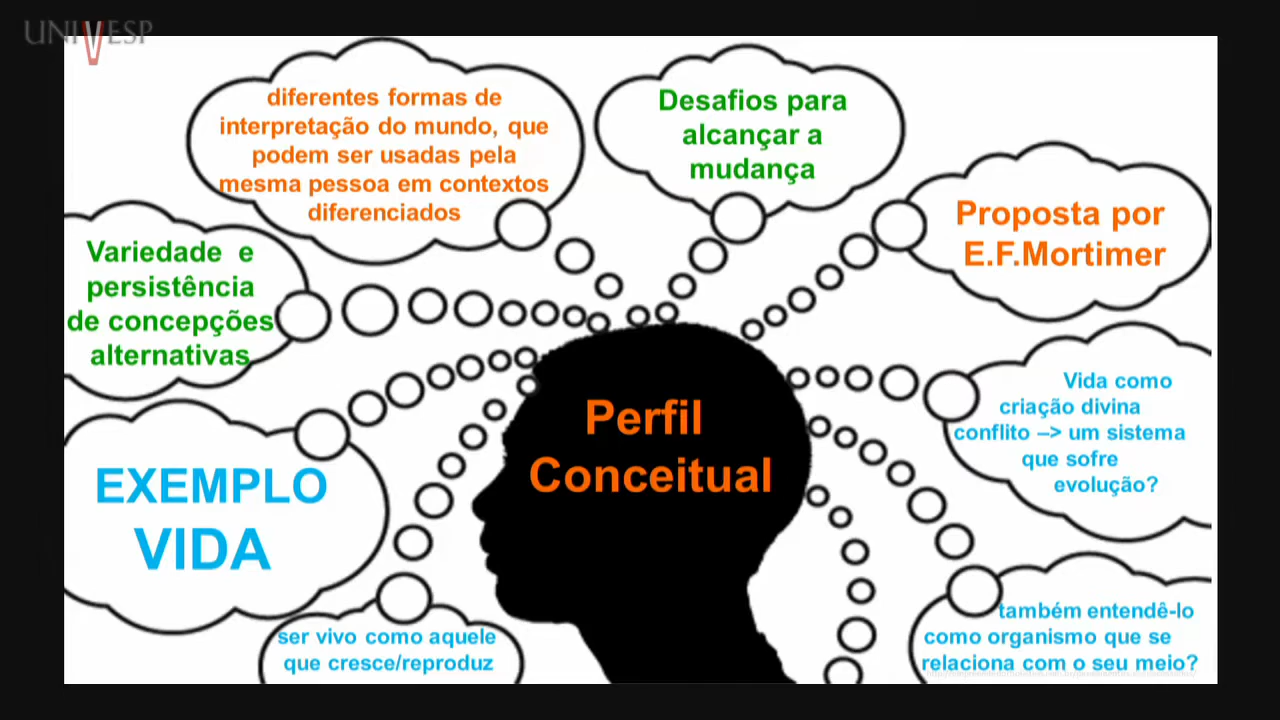 UNIVESP
diferentes formas de
interpretação do mundo, que
podem ser usadas pela
mesma pessoa em contextos
diferenciados
Desafios para
alcançar a
mudança
Proposta por
E.F.Mortimer
Variedade e
persistência
de concepções
alternativas
Vida como
criação divina
conflito –> um sistema
que sofre
evolução?
Perfil
Conceitual
EXEMPLO
VIDA
ser vivo como aquele
que cresce/reproduz
também entendê-lo
como organismo que se
relaciona com o seu meio?